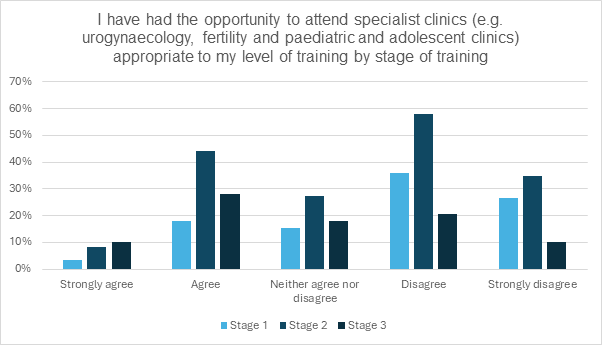 I have had the opportunity to attend specialist clinics (e.g.
urogynaecology, fertility and paediatric and adolescent clinics)
appropriate to my level of training by stage of training
70%
60%
50%
40%
30%
20%
10%
0%
Strongly agree
Agree
Neither agree nor
disagree
Disagree
Strongly disagree
Stage 1
Stage 2
Stage 3